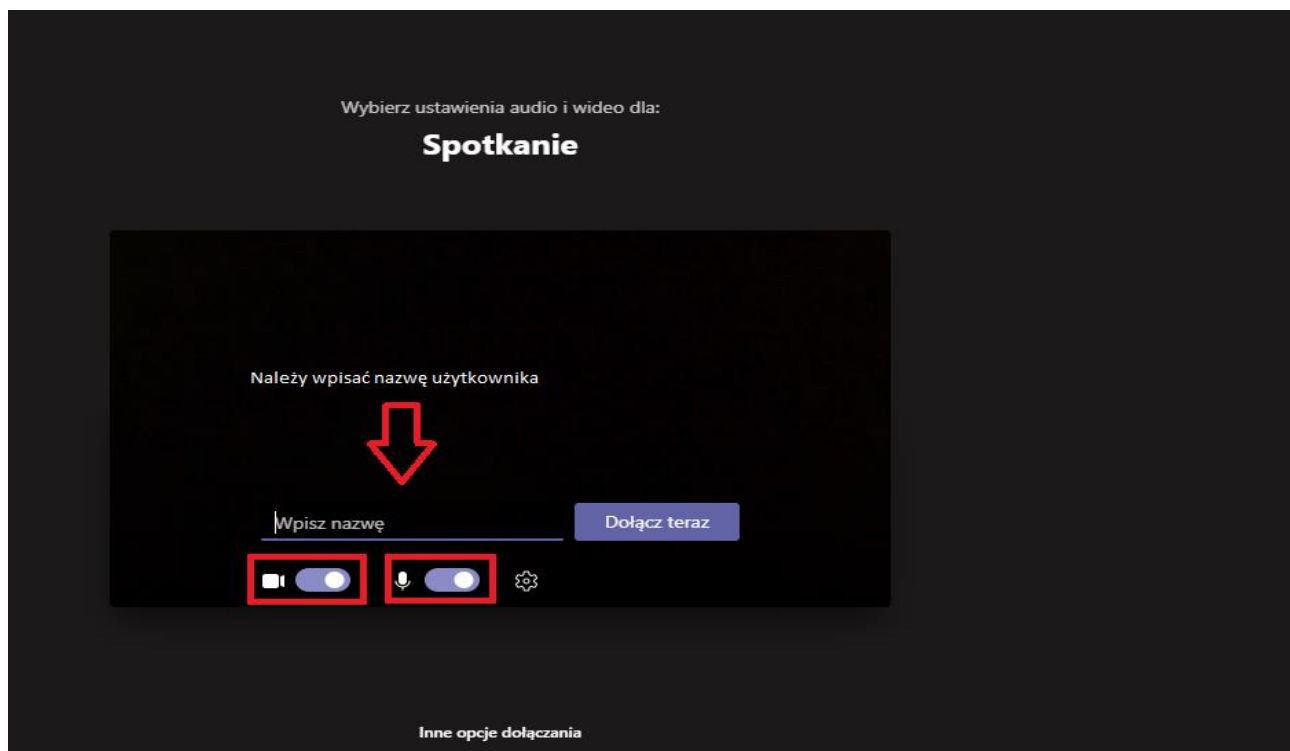 Wybierz ustawienia audio i wideo dla:
Spotkanie
Należy wpisać nazwę użytkownika
Wpisz nazwę
Dołącz teraz
Inne opcje dołączania